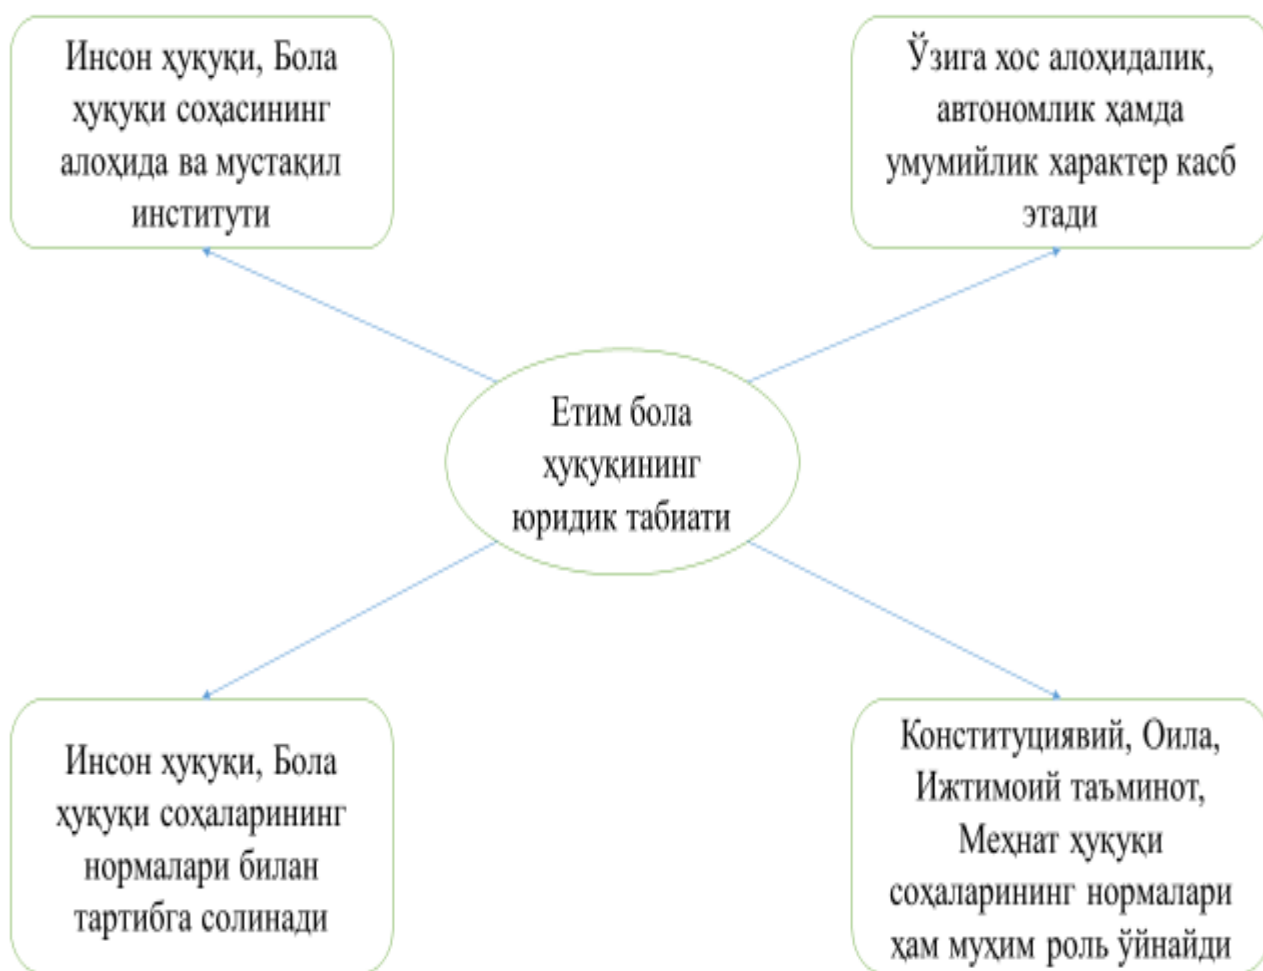 Инсон ҳуқуқи, Бола
ҳуқуқи соҳасининг
алоҳида ва мустақил
институти
Ўзига хос алоҳидалик,
автономлик ҳамда
умумийлик характер касб
этади
Етим бола
ҳуқуқининг
юридик табиати
Инсон ҳуқуқи, Бола
ҳуқуқи соҳаларининг
нормалари билан
тартибга солинади
Конституциявий, Оила,
Ижтимоий таъминот,
Меҳнат ҳуқуқи
соҳаларининг нормалари
ҳам муҳим роль ўйнайди